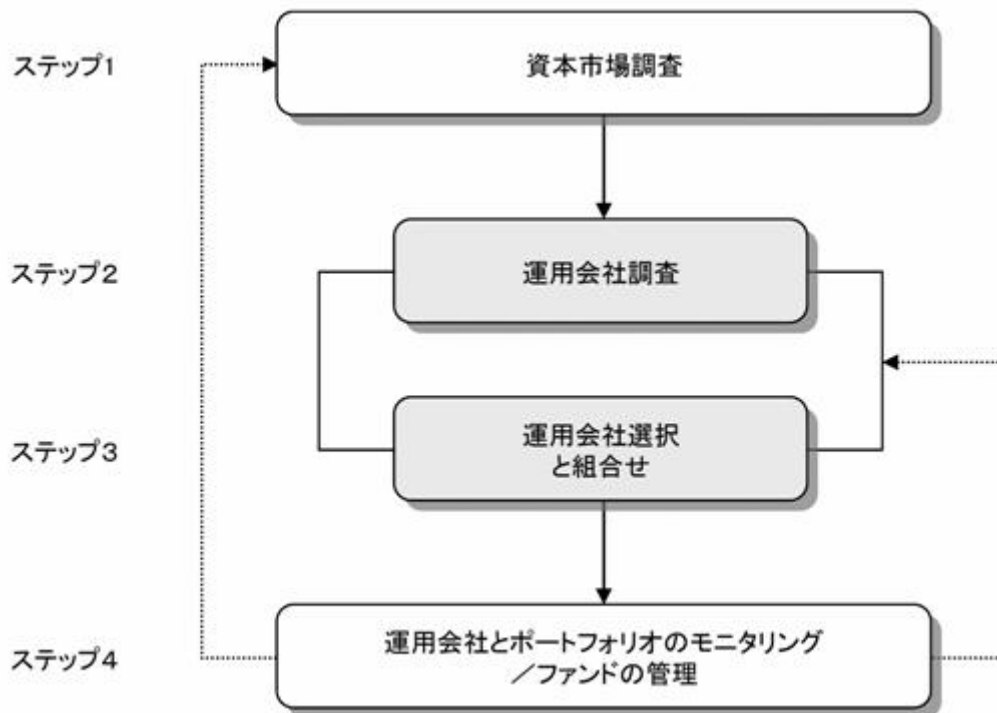 ステップ1
資本市場調査
ステップ2
運用会社調査
ステップ3
運用会社選択
と組合せ
ステップ4
運用会社とポートフォリオのモニタリング
／ファンドの管理